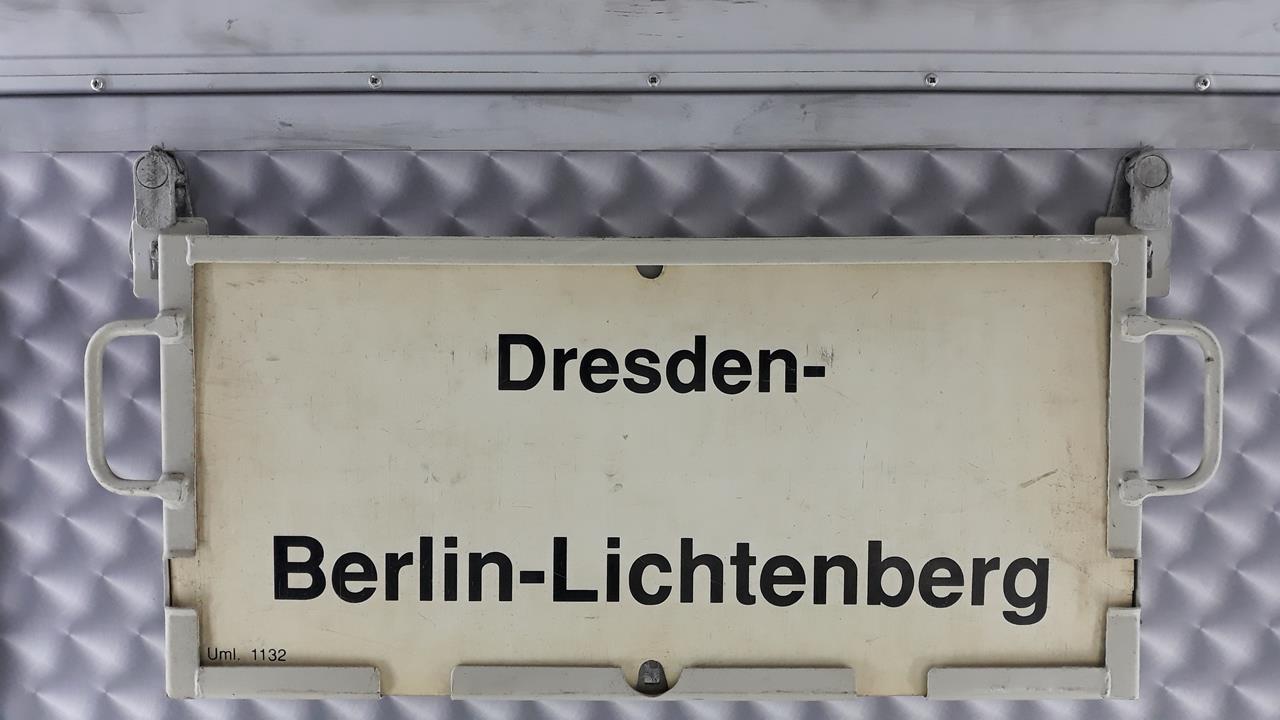 Dresden-
Berlin-Lichtenberg
Uml. 1132